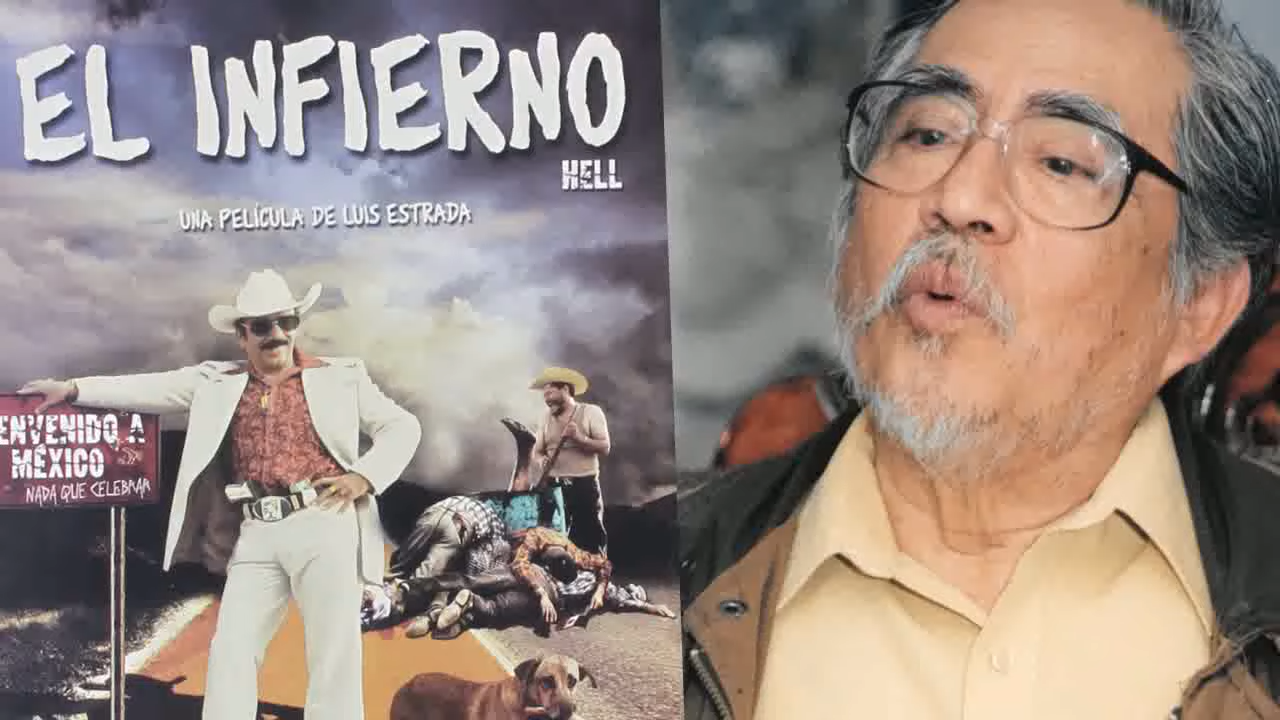 EL INFIERNO
HELL
UNA PELÍCULA DE LUIS ESTRADA
ENVENIDO A
MÉXICO
NADA QUE CELEBRAR